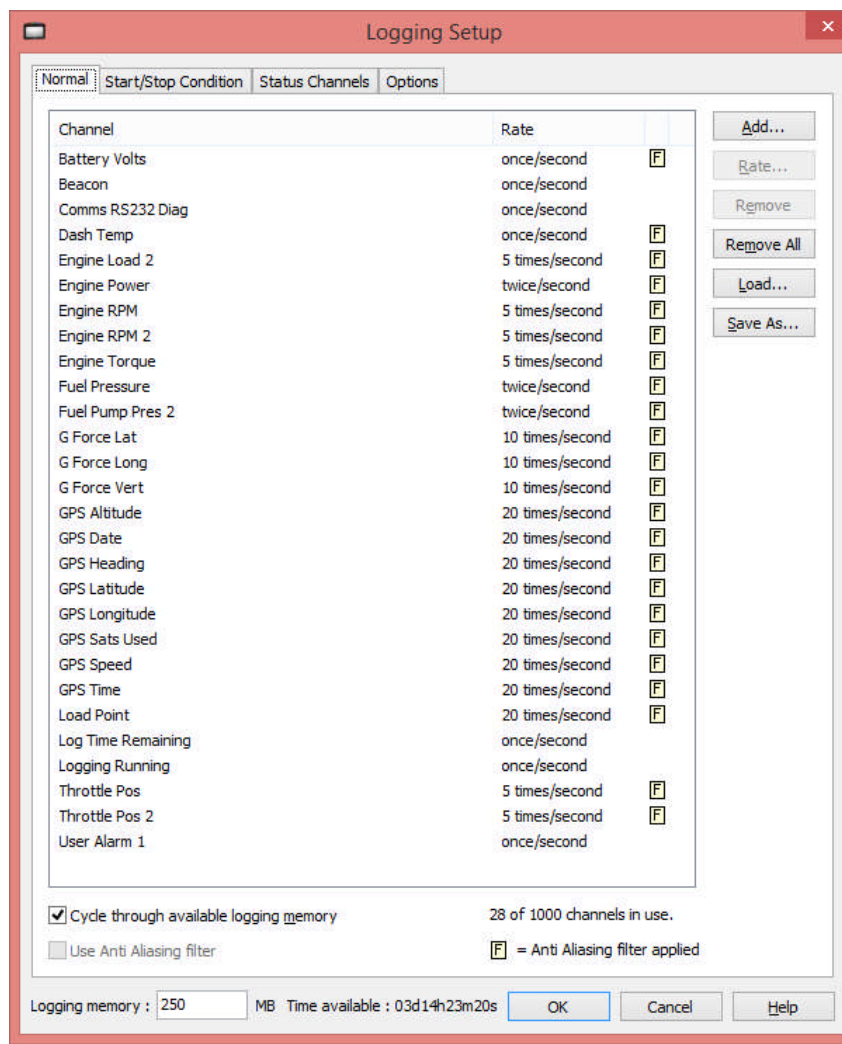 Logging Setup
Normal Start/Stop Condition Status Channels Options
Channel Rate
Battery Volts once/second F
Beacon once/second
Comms RS232 Diag once/second
Dash Temp once/second F
Engine Load 2 5 times/second F
Engine Power twice/second F
Engine RPM 5 times/second F
Engine RPM 2 5 times/second F
Engine Torque 5 times/second F
Fuel Pressure twice/second F
Fuel Pump Pres 2 twice/second F
G Force Lat 10 times/second F
G Force Long 10 times/second F
G Force Vert 10 times/second F
GPS Altitude 20 times/second F
GPS Date 20 times/second F
GPS Heading 20 times/second F
GPS Latitude 20 times/second F
GPS Longitude 20 times/second F
GPS Sats Used 20 times/second F
GPS Speed 20 times/second F
GPS Time 20 times/second F
Load Point 20 times/second F
Log Time Remaining once/second
Logging Running once/second
Throttle Pos 5 times/second F
Throttle Pos 2 5 times/second F
User Alarm 1 once/second
Add...
Rate...
Remove
Remove All
Load...
Save As...
Cycle through available logging memory 28 of 1000 channels in use.
Use Anti Aliasing filter F = Anti Aliasing filter applied
Logging memory : 250 MB Time available : 03d14h23m20s OK Cancel Help